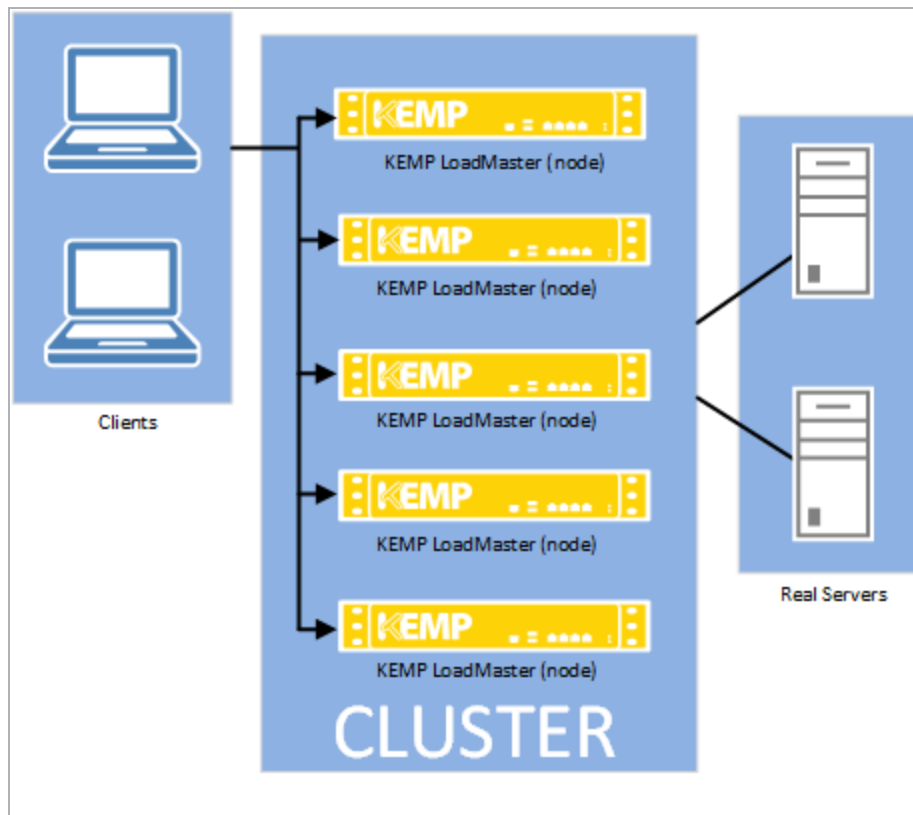 KEMP
KEMP LoadMaster (node)
KEMP
KEMP LoadMaster (node)
KEMP
KEMP LoadMaster (node)
KEMP
KEMP LoadMaster (node)
KEMP
KEMP LoadMaster (node)
CLUSTER
Clients
Real Servers